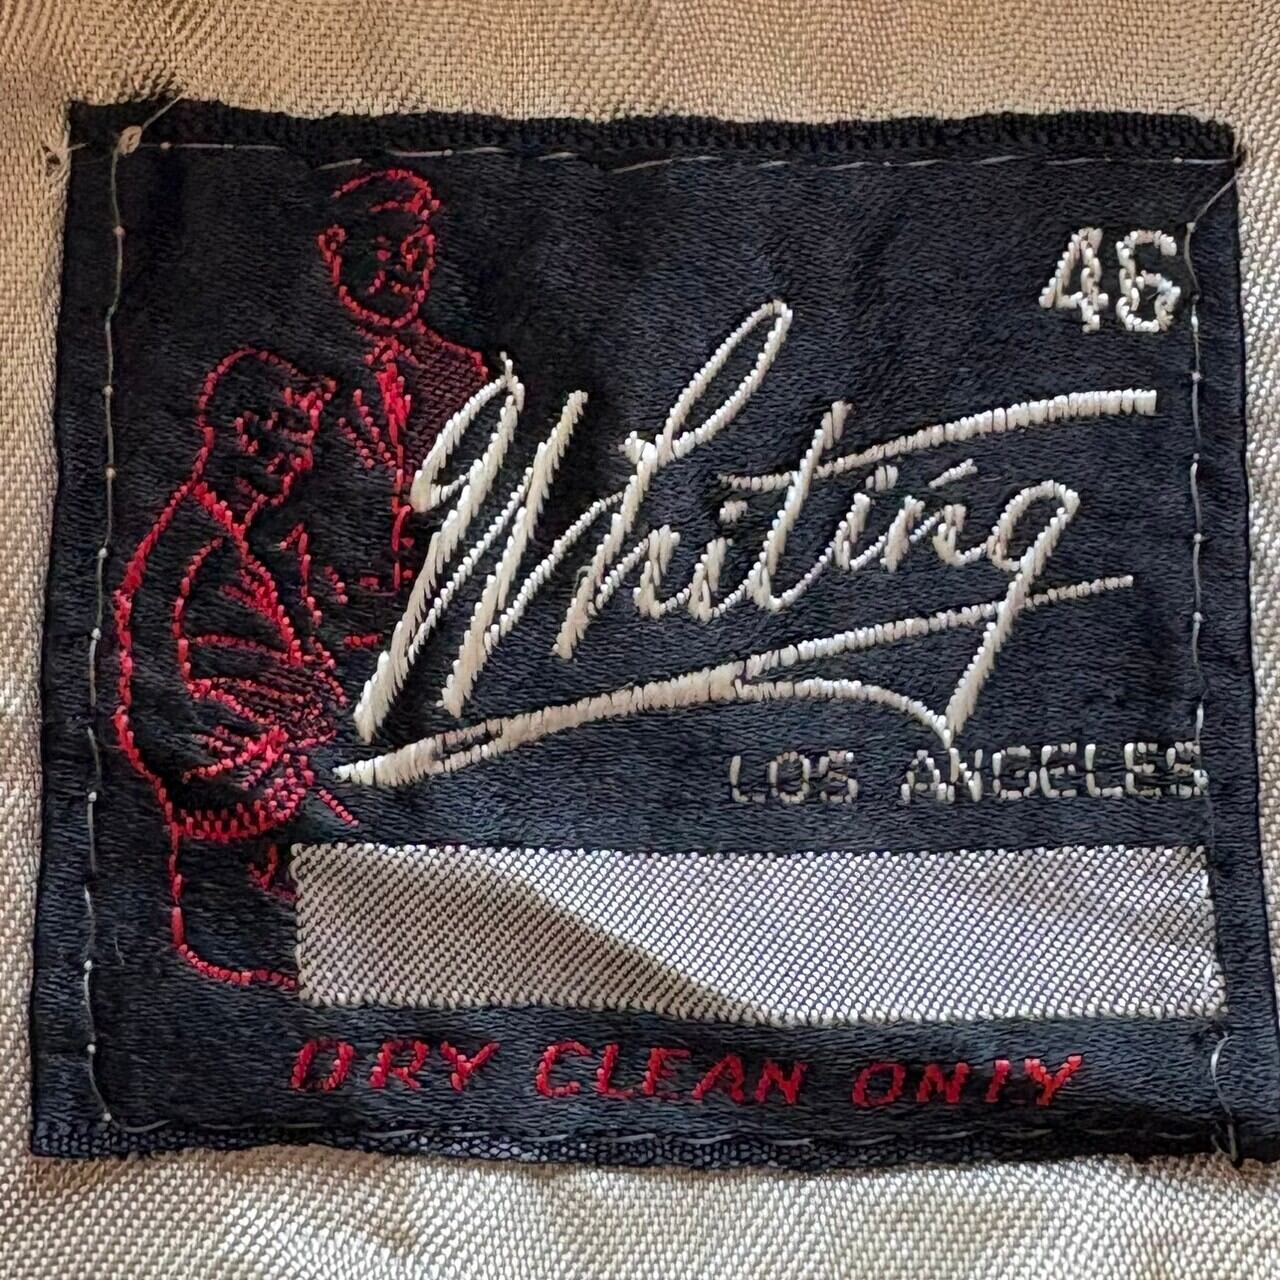 46
Whiting
LOS ANGELES
DRY CLEAN ONLY